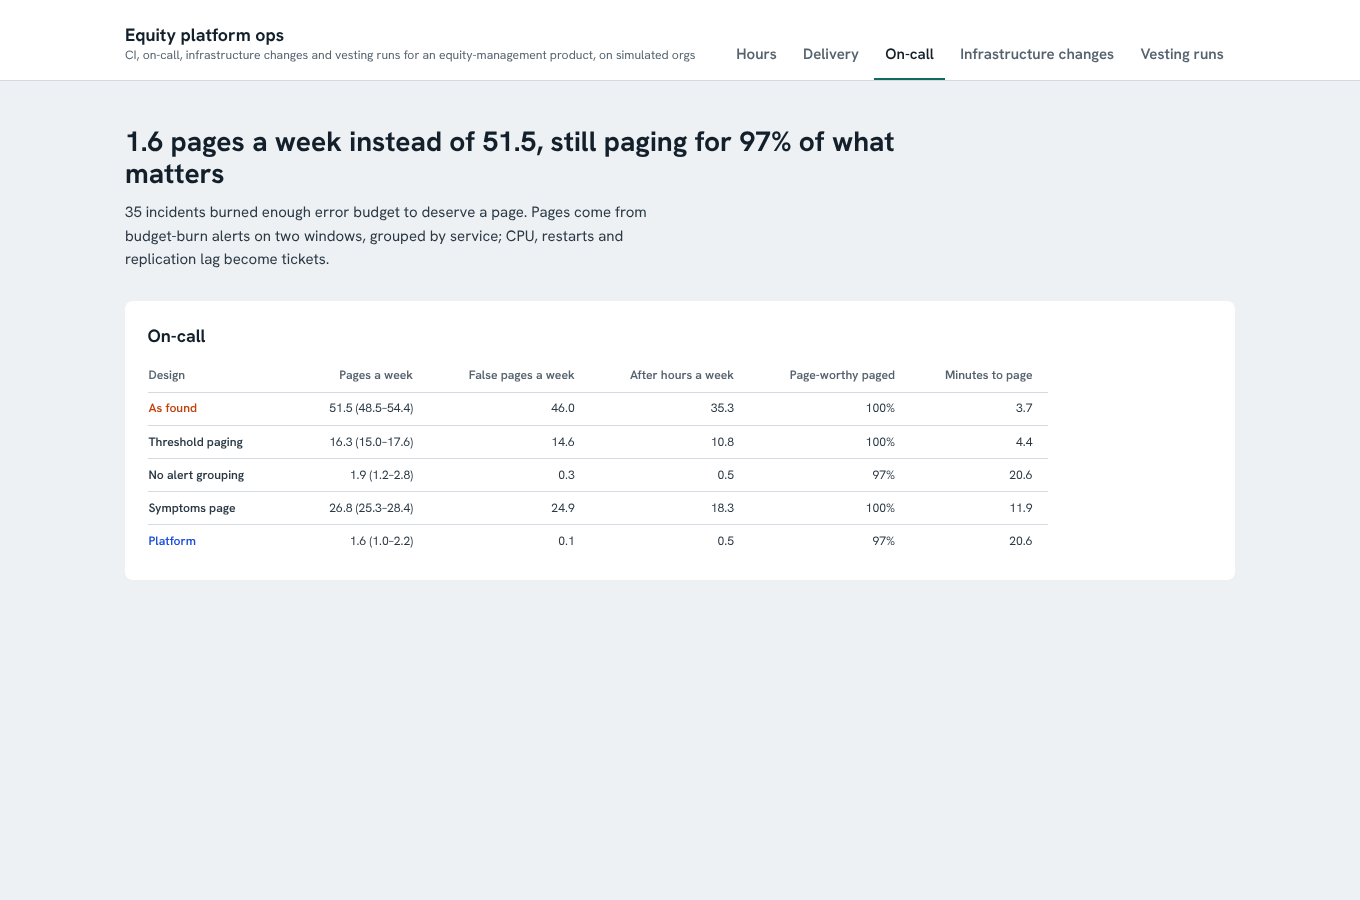 Equity platform ops
CI, on-call, infrastructure changes and vesting runs for an equity-management product, on simulated orgs
Hours Delivery On-call Infrastructure changes Vesting runs
1.6 pages a week instead of 51.5, still paging for 97% of what
matters
35 incidents burned enough error budget to deserve a page. Pages come from
budget-burn alerts on two windows, grouped by service; CPU, restarts and
replication lag become tickets.
On-call
Design Pages a week False pages a week After hours a week Page-worthy paged Minutes to page
As found 51.5 (48.5–54.4) 46.0 35.3 100% 3.7
Threshold paging 16.3 (15.0–17.6) 14.6 10.8 100% 4.4
No alert grouping 1.9 (1.2–2.8) 0.3 0.5 97% 20.6
Symptoms page 26.8 (25.3–28.4) 24.9 18.3 100% 11.9
Platform 1.6 (1.0–2.2) 0.1 0.5 97% 20.6